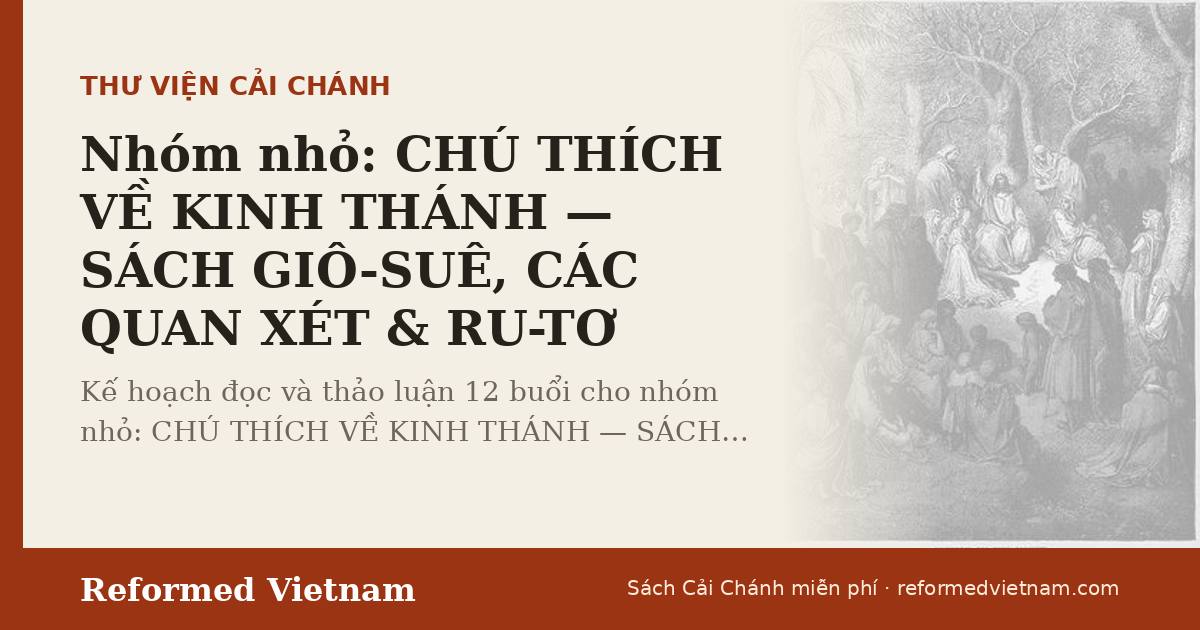 THƯ VIỆN CẢI CHÁNH
Nhóm nhỏ: CHÚ THÍCH
VỀ KINH THÁNH —
SÁCH GIÔ-SUÊ, CÁC
QUAN XÉT & RU-TƠ
Kế hoạch đọc và thảo luận 12 buổi cho nhóm
nhỏ: CHÚ THÍCH VỀ KINH THÁNH — SÁCH...
Reformed Vietnam
Sách Cải Chánh miễn phí · reformedvietnam.com